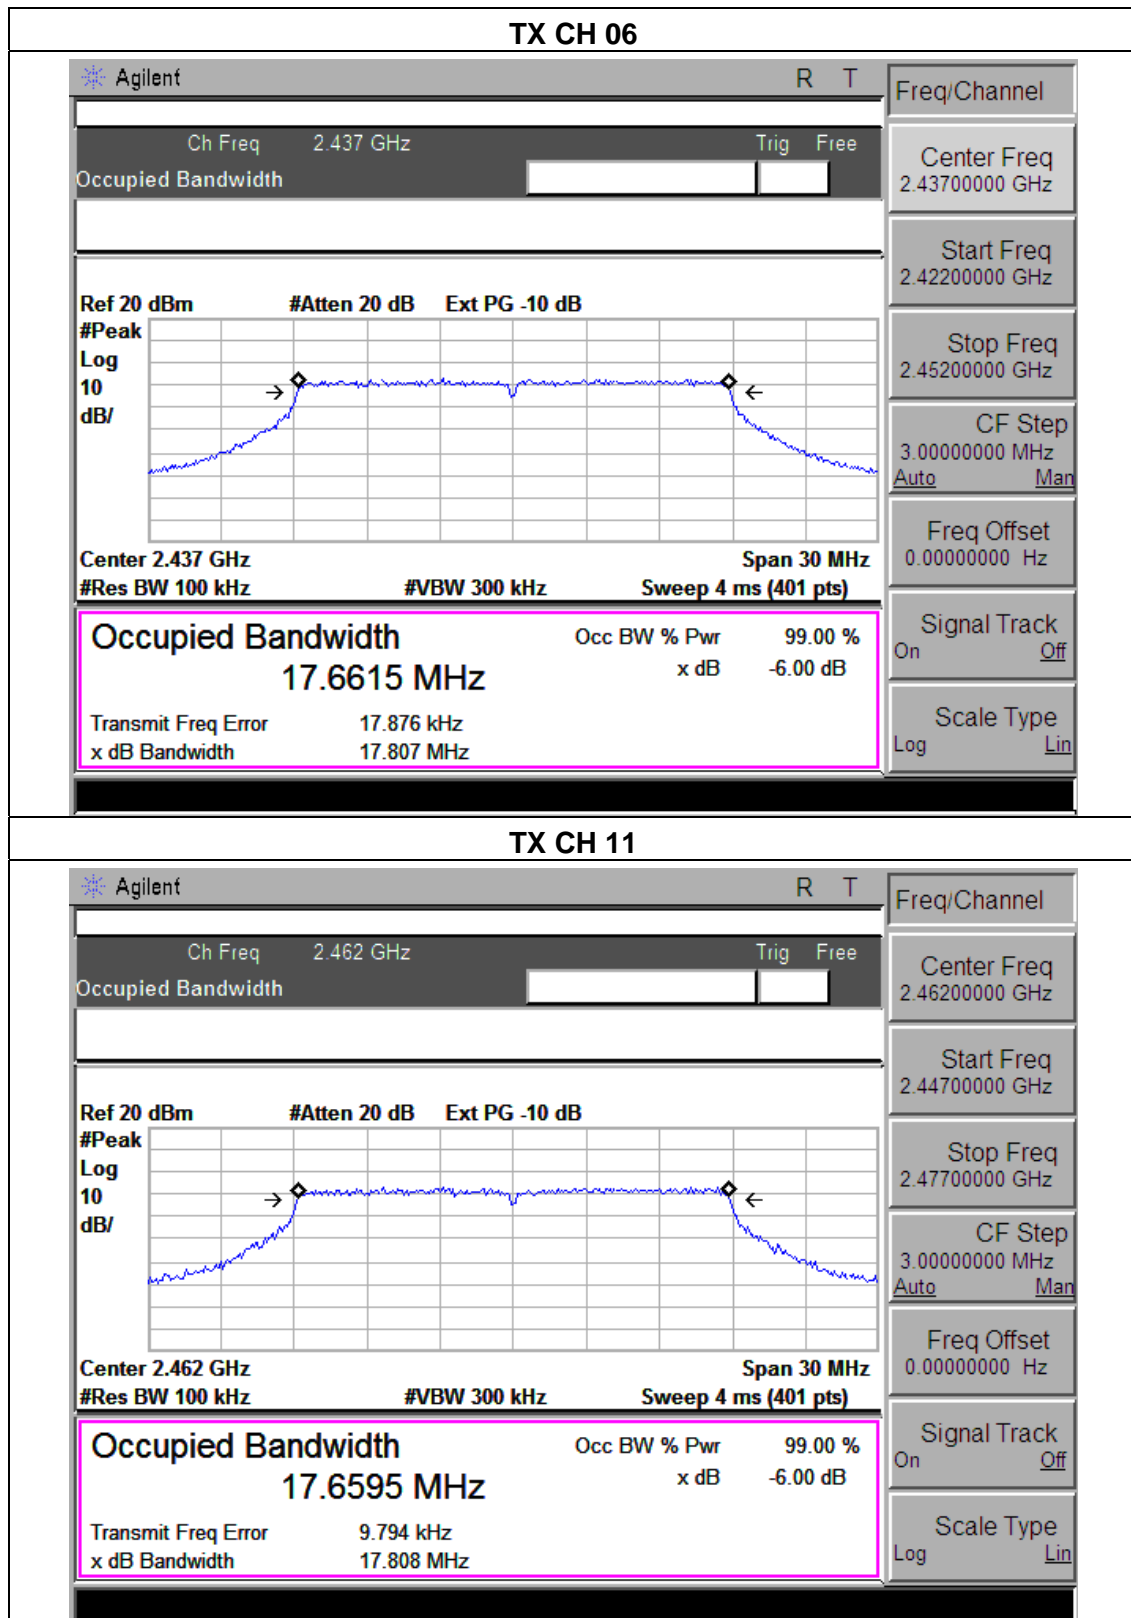 TX CH 06
Agilent R T
Freq/Channel
Ch Freq 2.437 GHz Trig Free
Occupied Bandwidth
Center Freq
2.43700000 GHz
Start Freq
2.42200000 GHz
Ref 20 dBm #Atten 20 dB Ext PG -10 dB
#Peak
Log
10
dB/
Stop Freq
2.45200000 GHz
CF Step
3.00000000 MHz
Auto Man
Freq Offset
0.00000000 Hz
Center 2.437 GHz Span 30 MHz
#Res BW 100 kHz #VBW 300 kHz Sweep 4 ms (401 pts)
Occupied Bandwidth Occ BW % Pwr 99.00 %
17.6615 MHz x dB -6.00 dB
Transmit Freq Error 17.876 kHz
x dB Bandwidth 17.807 MHz
Signal Track
On Off
Scale Type
Log Lin
TX CH 11
Agilent R T
Freq/Channel
Ch Freq 2.462 GHz Trig Free
Occupied Bandwidth
Center Freq
2.46200000 GHz
Start Freq
2.44700000 GHz
Ref 20 dBm #Atten 20 dB Ext PG -10 dB
#Peak
Log
10
dB/
Stop Freq
2.47700000 GHz
CF Step
3.00000000 MHz
Auto Man
Freq Offset
0.00000000 Hz
Center 2.462 GHz Span 30 MHz
#Res BW 100 kHz #VBW 300 kHz Sweep 4 ms (401 pts)
Occupied Bandwidth Occ BW % Pwr 99.00 %
17.6595 MHz x dB -6.00 dB
Transmit Freq Error 9.794 kHz
x dB Bandwidth 17.808 MHz
Signal Track
On Off
Scale Type
Log Lin